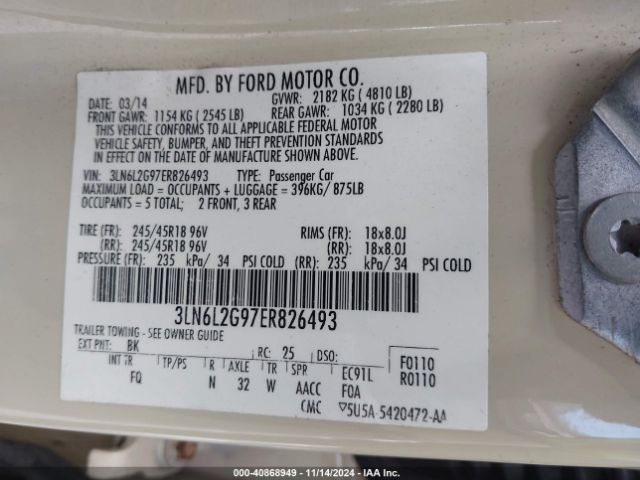 MFD. BY FORD MOTOR CO.
DATE: 03/14 GVWR: 2182 KG ( 4810 LB)
FRONT GAWR: 1154 KG ( 2545 LB) REAR GAWR: 1034 KG ( 2280 LB)
THIS VEHICLE CONFORMS TO ALL APPLICABLE FEDERAL MOTOR
VEHICLE SAFETY, BUMPER, AND THEFT PREVENTION STANDARDS
IN EFFECT ON THE DATE OF MANUFACTURE SHOWN ABOVE.
VIN: 3LN6L2G97ER826493 TYPE: Passenger Car
MAXIMUM LOAD = OCCUPANTS + LUGGAGE = 396KG/ 875LB
OCCUPANTS = 5 TOTAL; 2 FRONT, 3 REAR
TIRE (FR): 245/45R18 96V RIMS (FR): 18x8.0J
(RR): 245/45R18 96V (RR): 18x8.0J
PRESSURE (FR): 235 kPa/ 34 PSI COLD (RR): 235 kPa/ 34 PSI COLD
3LN6L2G97ER826493
TRAILER TOWING - SEE OWNER GUIDE
EXT PNT: BK RC: 25 DSO: F0110
INT TR TP/PS R AXLE TR SPR EC91L R0110
FQ N 32 W AACC FOA
CMC 5U5A-5420472-AA
000-40868949 - 11/14/2024 - IAA Inc.